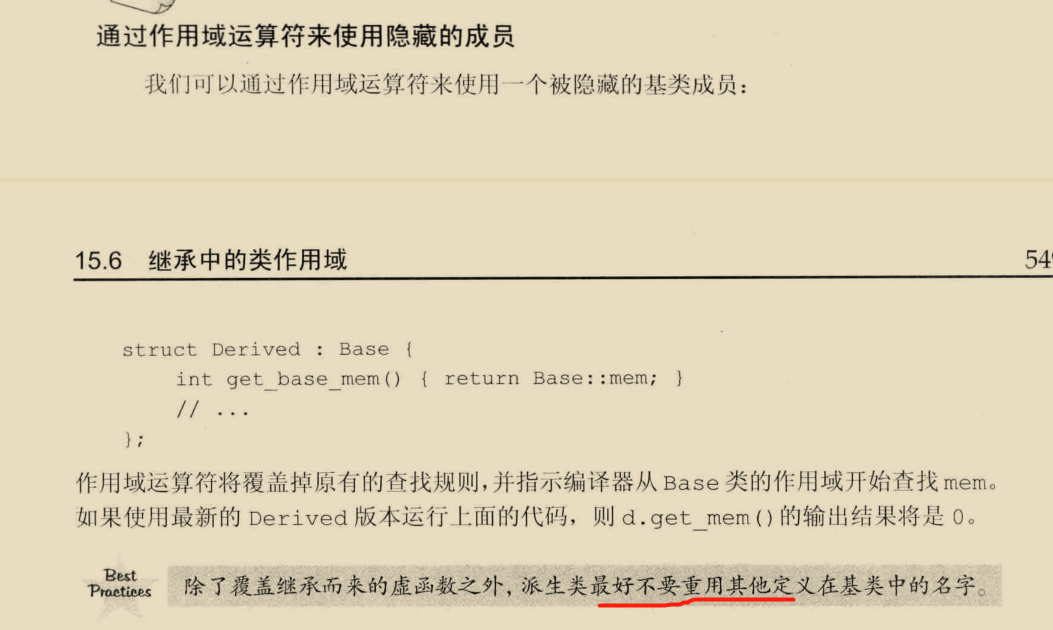 通过作用域运算符来使用隐藏的成员
我们可以通过作用域运算符来使用一个被隐藏的基类成员：
15.6 继承中的类作用域
struct Derived : Base {
int get_base_mem() { return Base::mem; }
// ...
};
作用域运算符将覆盖掉原有的查找规则，并指示编译器从 Base 类的作用域开始查找 mem。
如果使用最新的 Derived 版本运行上面的代码，则 d.get_mem()的输出结果将是 0。
Best
Practices
除了覆盖继承而来的虚函数之外，派生类最好不要重用其他定义在基类中的名字。